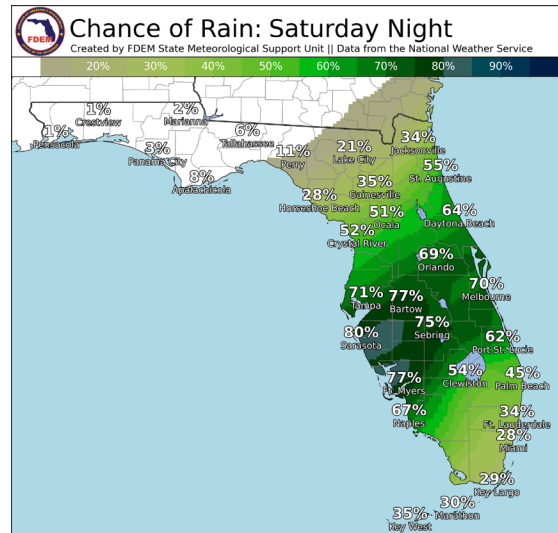 FDEM
Chance of Rain: Saturday Night
Created by FDEM State Meteorological Support Unit || Data from the National Weather Service
20% 30% 40% 50% 60% 70% 80% 90%
1%
Crestview
2%
Marianna
1%
Pensacola
3%
Panama City
6%
Tallahassee
8%
Apalachicola
11%
Perry
21%
Lake City
34%
Jacksonville
55%
St. Augustine
28%
Horseshoe Beach
35%
Gainesville
51%
Ocala
64%
Daytona Beach
52%
Crystal River
69%
Orlando
70%
Melbourne
71%
Tampa
77%
Bartow
80%
Sarasota
75%
Sebring
62%
Port St. Lucie
77%
Ft. Myers
54%
Clewiston
45%
Palm Beach
67%
Naples
34%
Ft. Lauderdale
28%
Miami
29%
Key Largo
30%
Marathon
35%
Key West